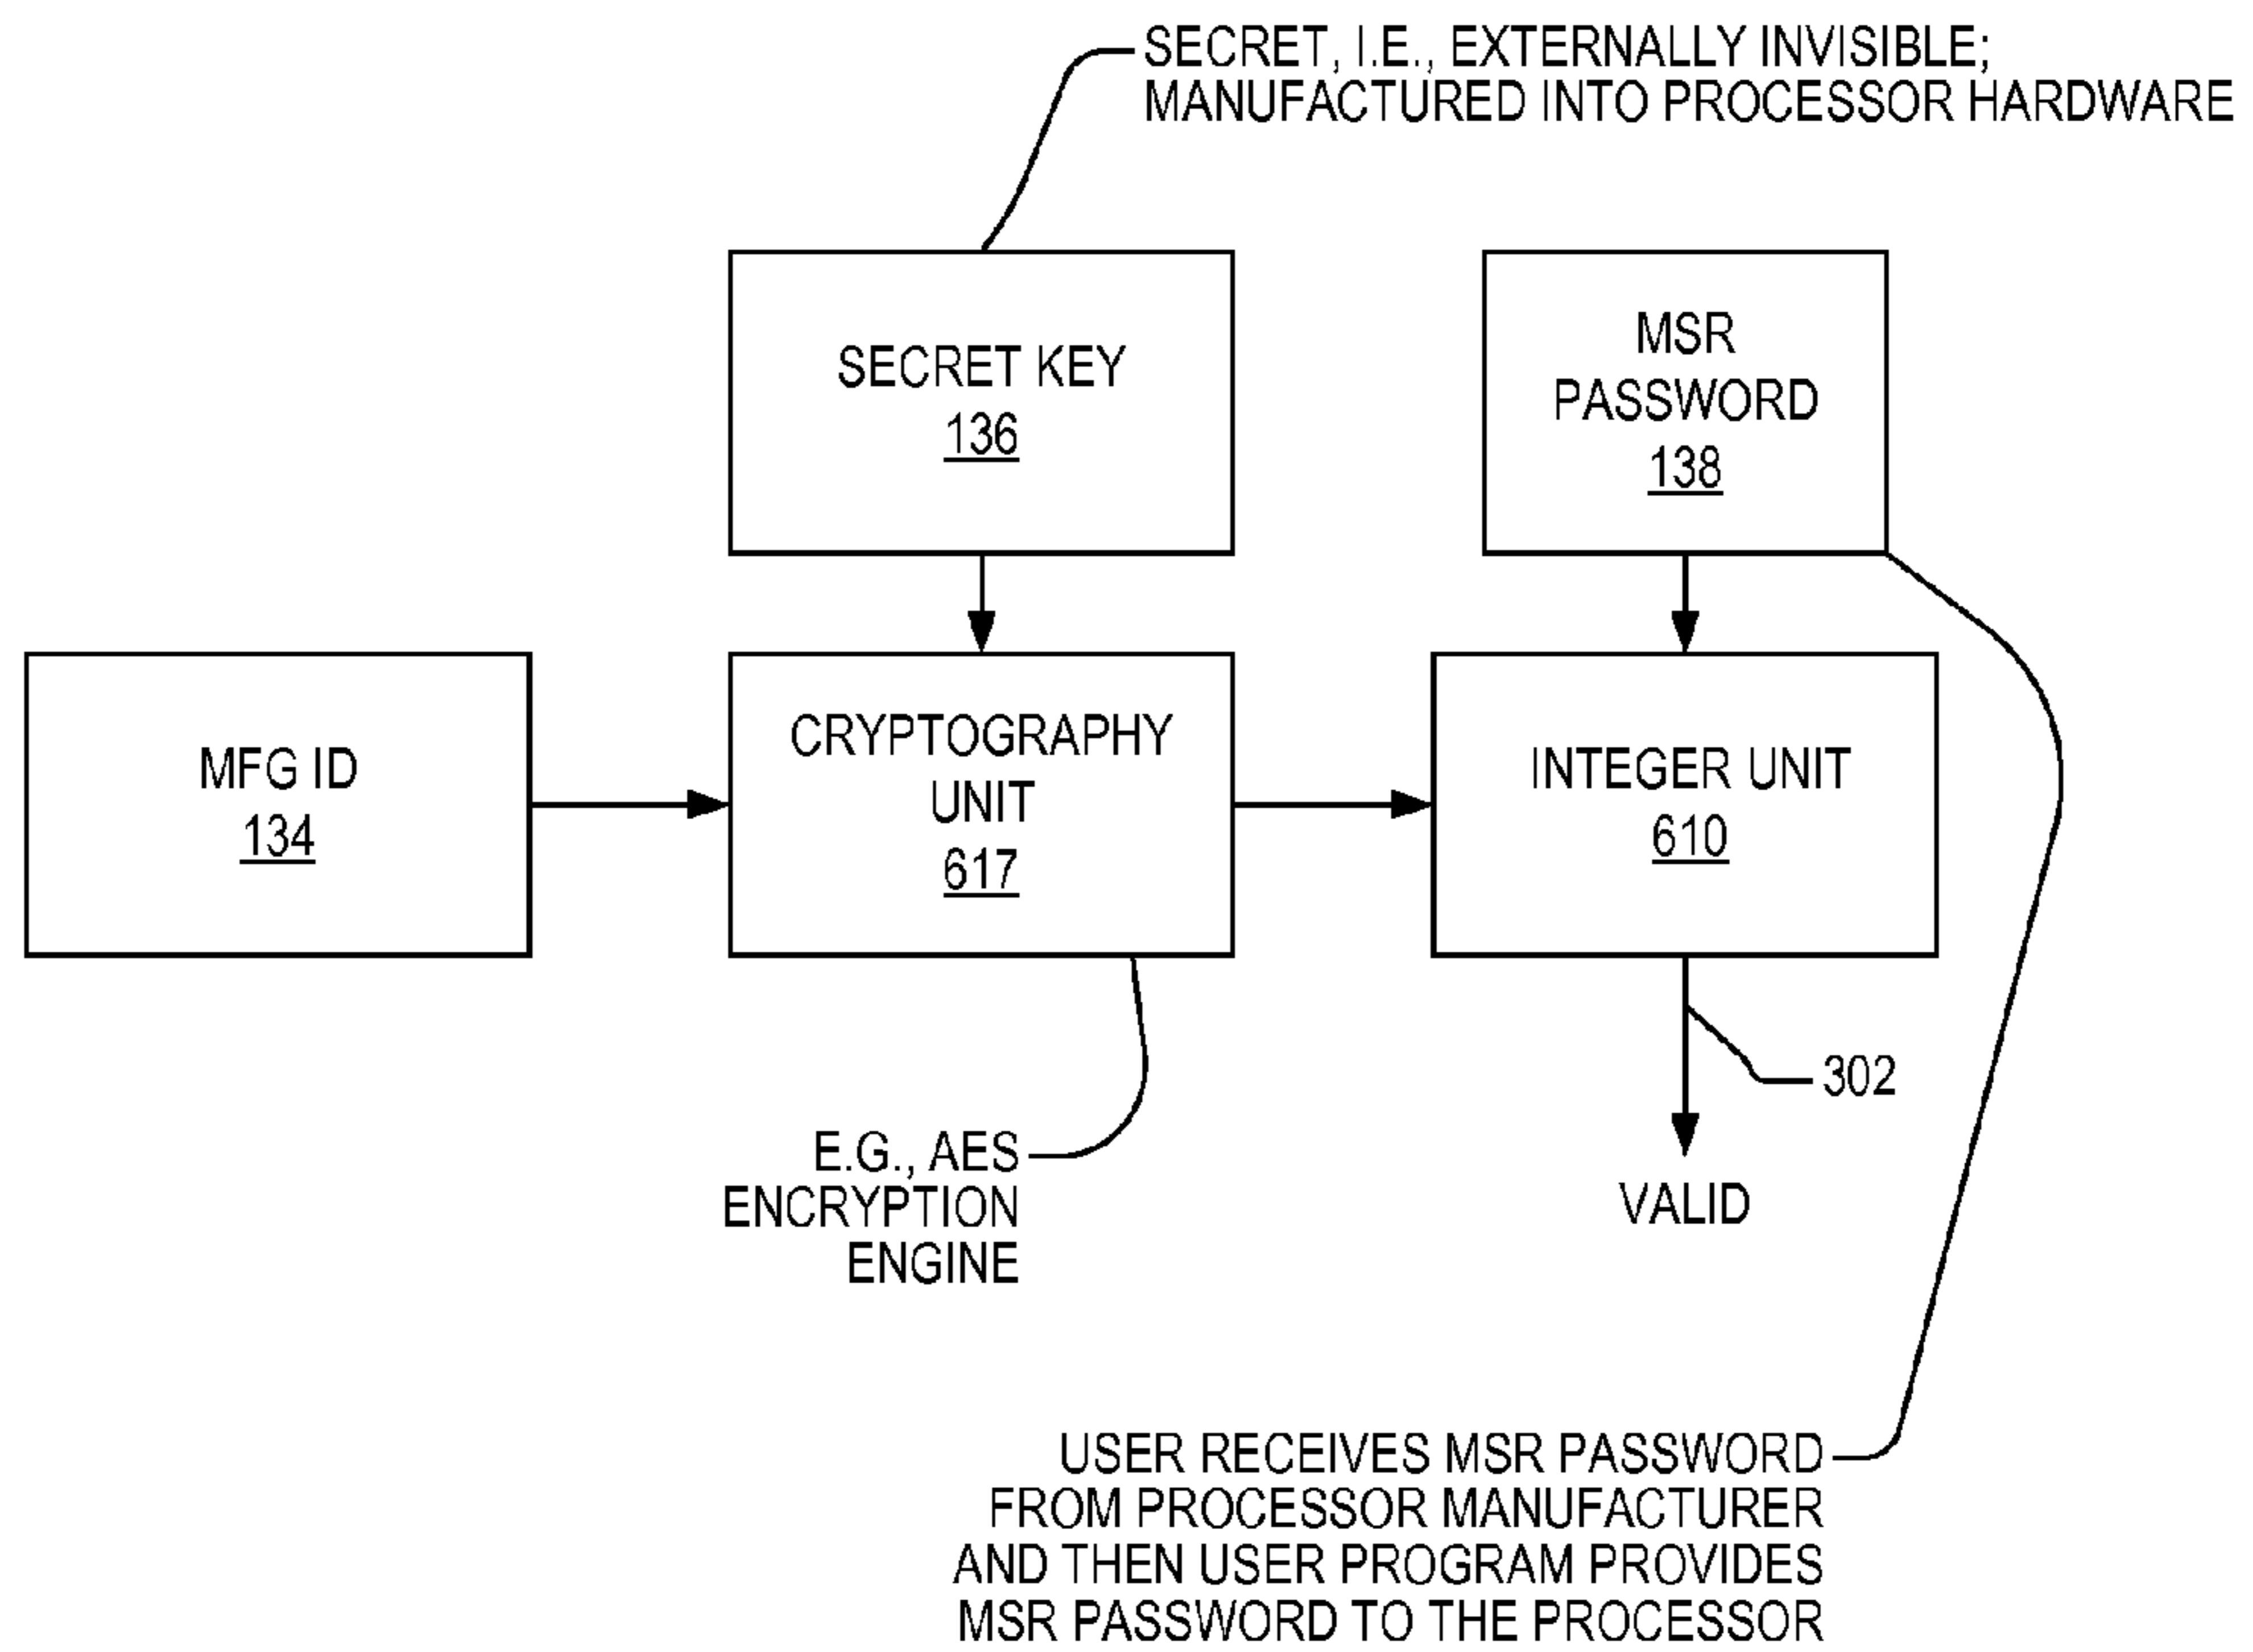 SECRET, I.E., EXTERNALLY INVISIBLE;
MANUFACTURED INTO PROCESSOR HARDWARE
SECRET KEY
136
MSR
PASSWORD
138
MFG ID
134
CRYPTOGRAPHY
UNIT
617
INTEGER UNIT
610
302
E.G., AES
ENCRYPTION
ENGINE
VALID
USER RECEIVES MSR PASSWORD
FROM PROCESSOR MANUFACTURER
AND THEN USER PROGRAM PROVIDES
MSR PASSWORD TO THE PROCESSOR